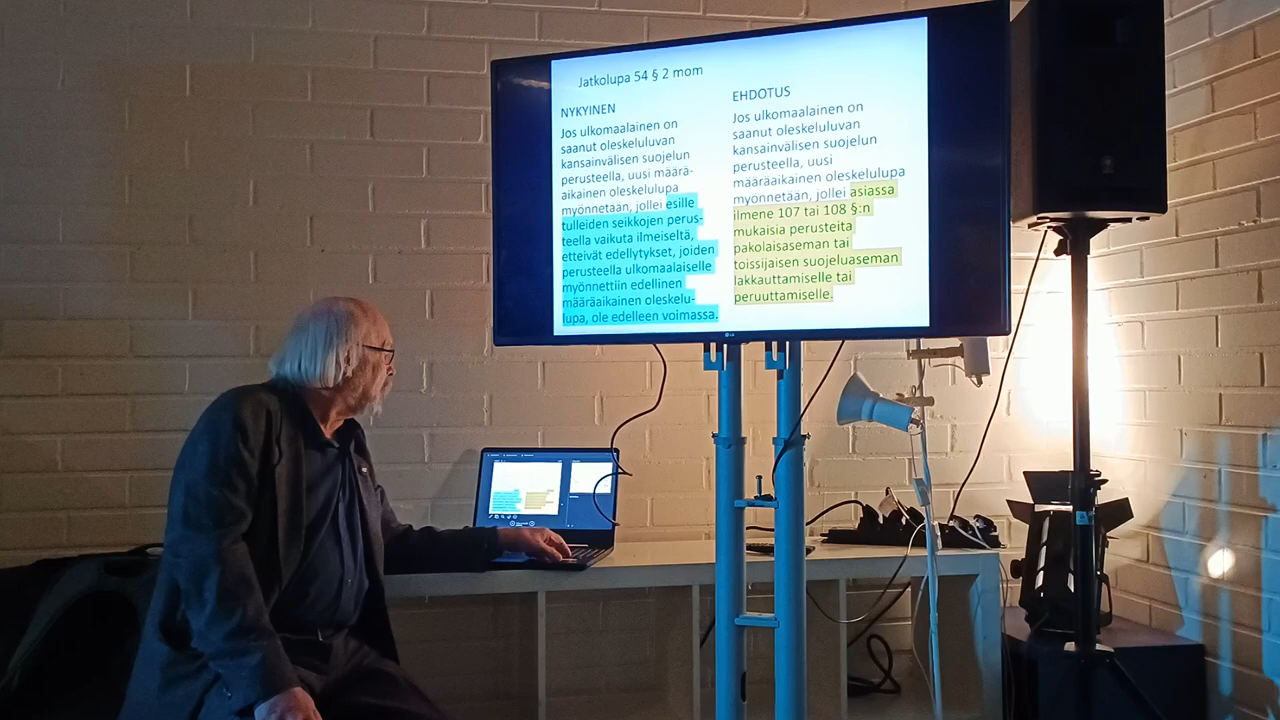 Jatkolupa 54 § 2 mom
NYKYINEN
Jos ulkomaalainen on
saanut oleskeluluvan
kansainvälisen suojelun
perusteella, uusi määrä-
aikainen oleskelulupa
myönnetään, jollei esille
tulleiden seikkojen perus-
teella vaikuta ilmeiseltä,
etteivät edellytykset, joiden
perusteella ulkomaalaiselle
myönnettiin edellinen
määräaikainen oleskelu-
lupa, ole edelleen voimassa.
EHDOTUS
Jos ulkomaalainen on
saanut oleskeluluvan
kansainvälisen suojelun
perusteella, uusi
määräaikainen oleskelulupa
myönnetään, jollei asiassa
ilmene 107 tai 108 §:n
mukaisia perusteita
pakolaisaseman tai
toissijaisen suojeluaseman
lakkauttamiselle tai
peruuttamiselle.
LG